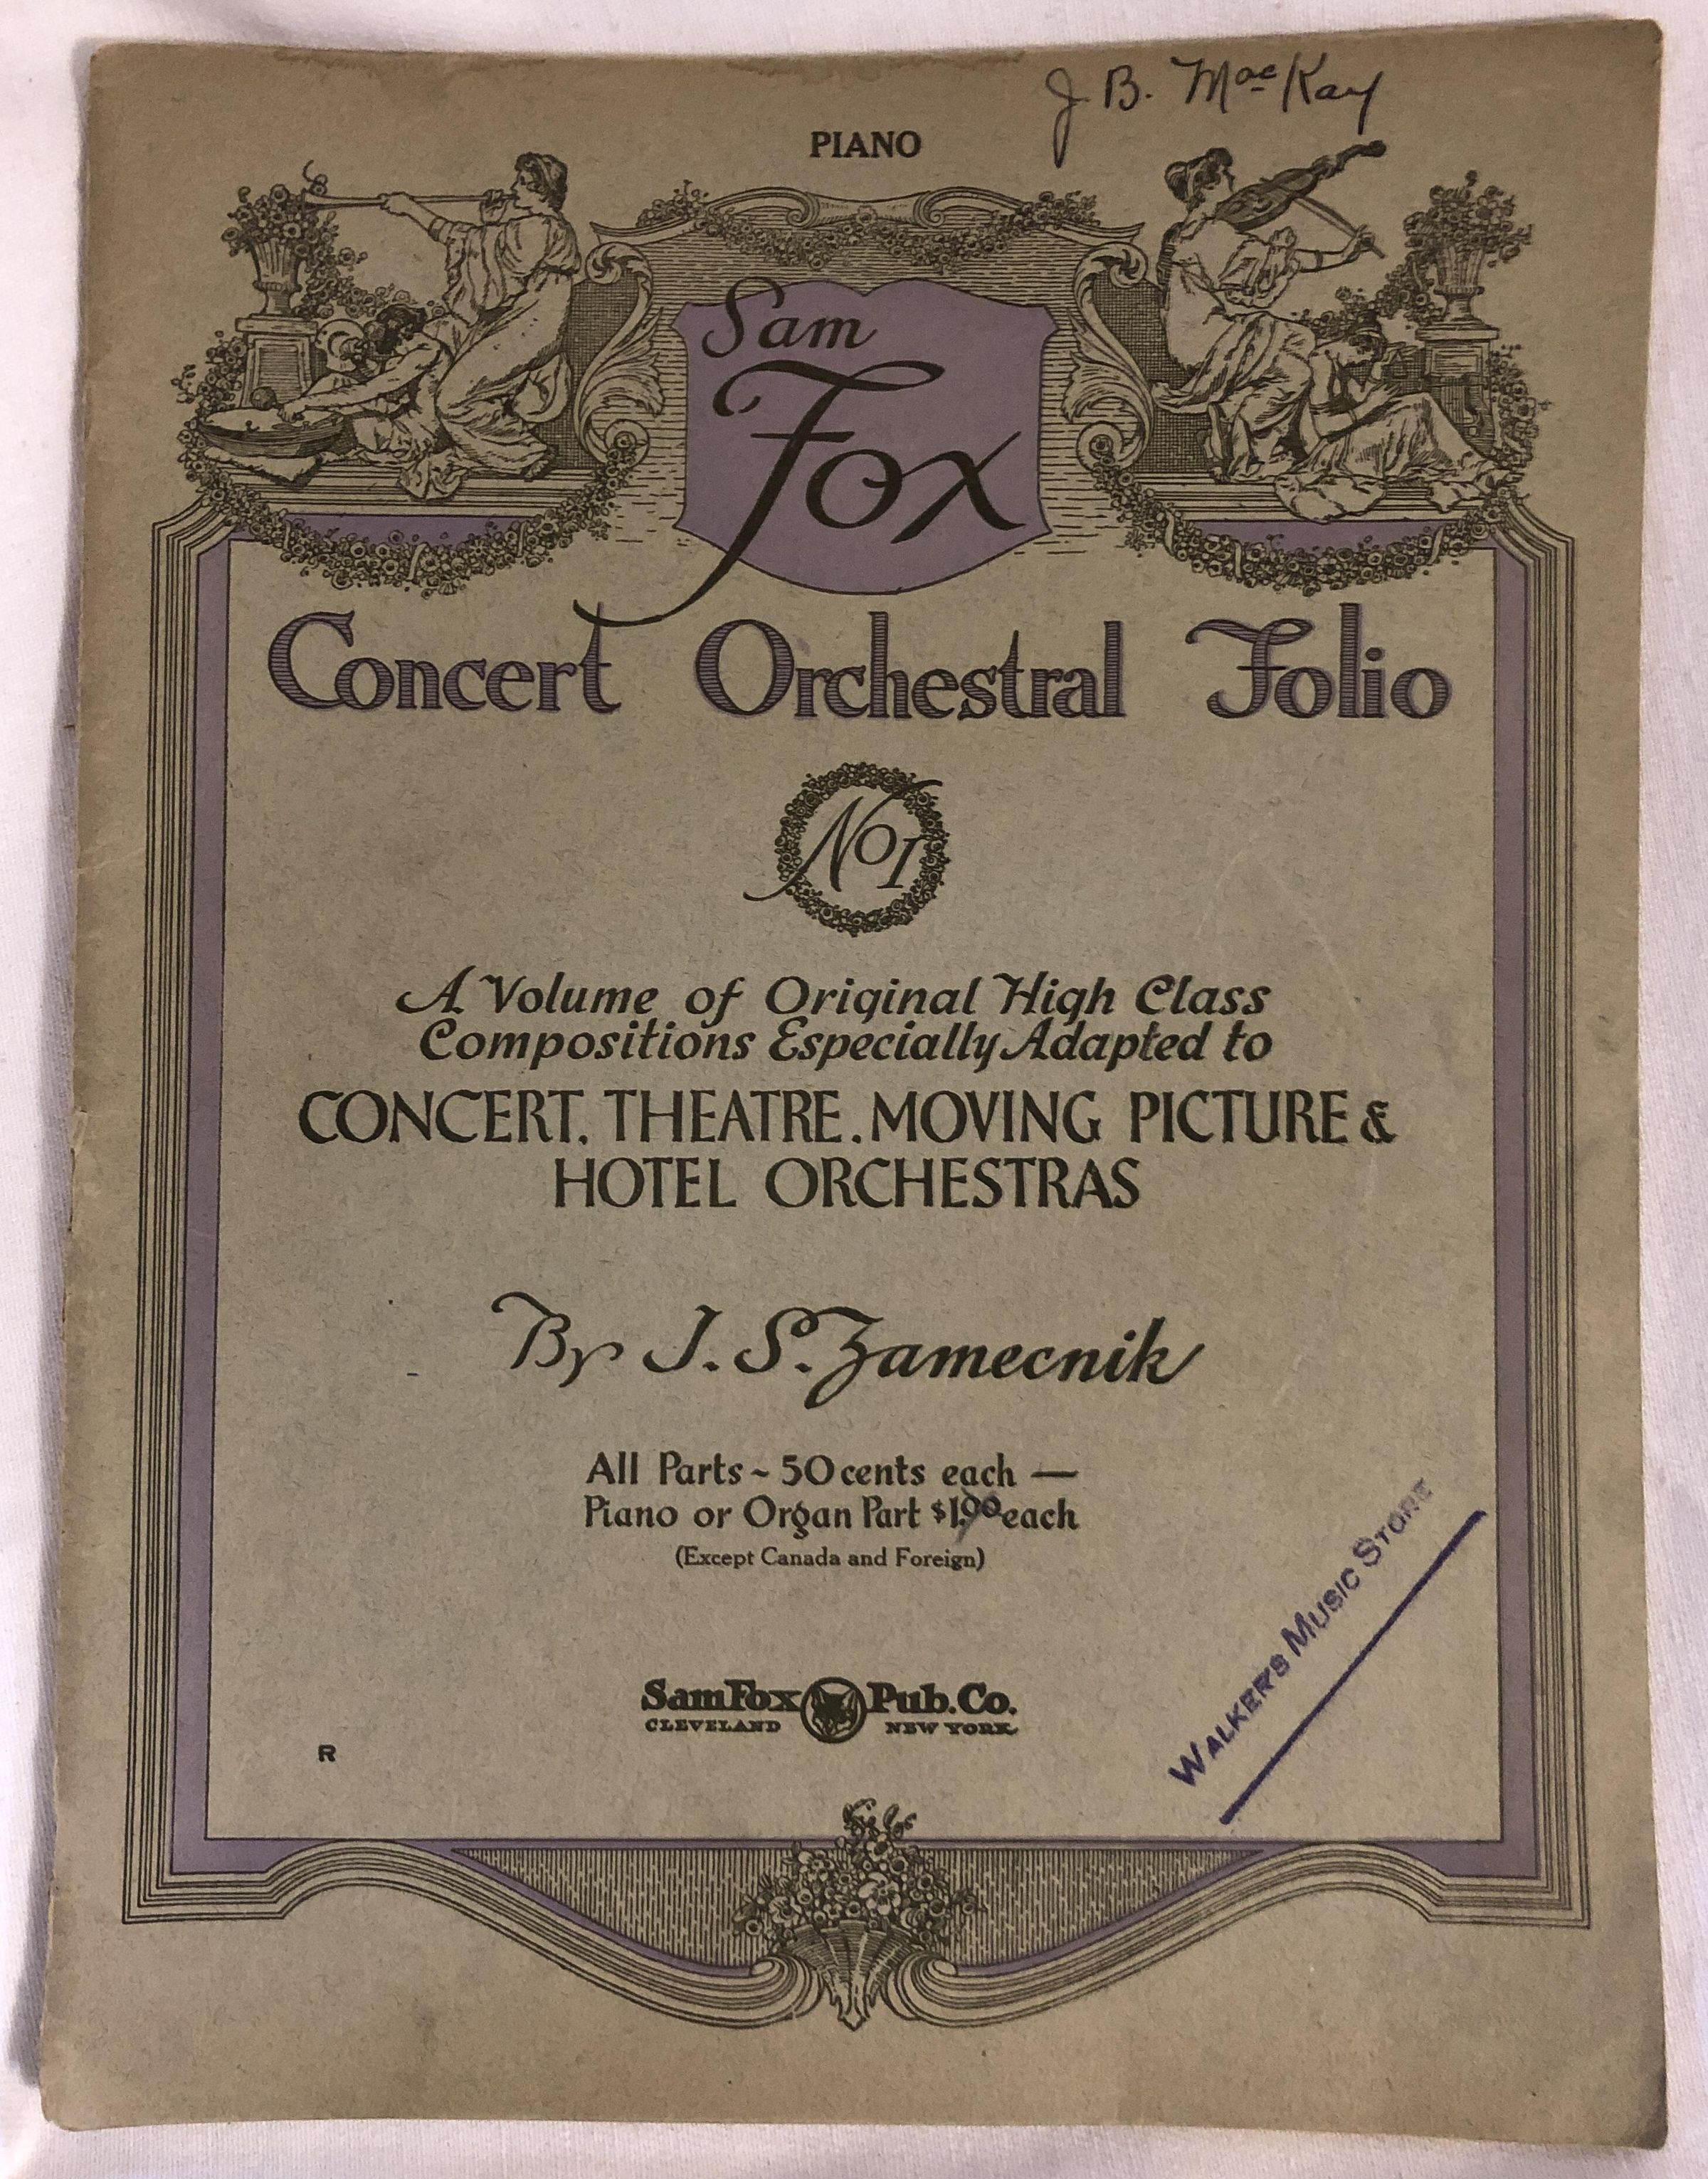 J. B. MacKay
PIANO
Sam
Fox
Concert Orchestral Folio
No 1
A Volume of Original High Class
Compositions Especially Adapted to
CONCERT. THEATRE. MOVING PICTURE &
HOTEL ORCHESTRAS
By J. S. Zamecnik
All Parts ~ 50 cents each —
Piano or Organ Part $1.00 each
(Except Canada and Foreign)
WALKER'S MUSIC STORE
Sam Fox Pub. Co.
CLEVELAND NEW YORK
R